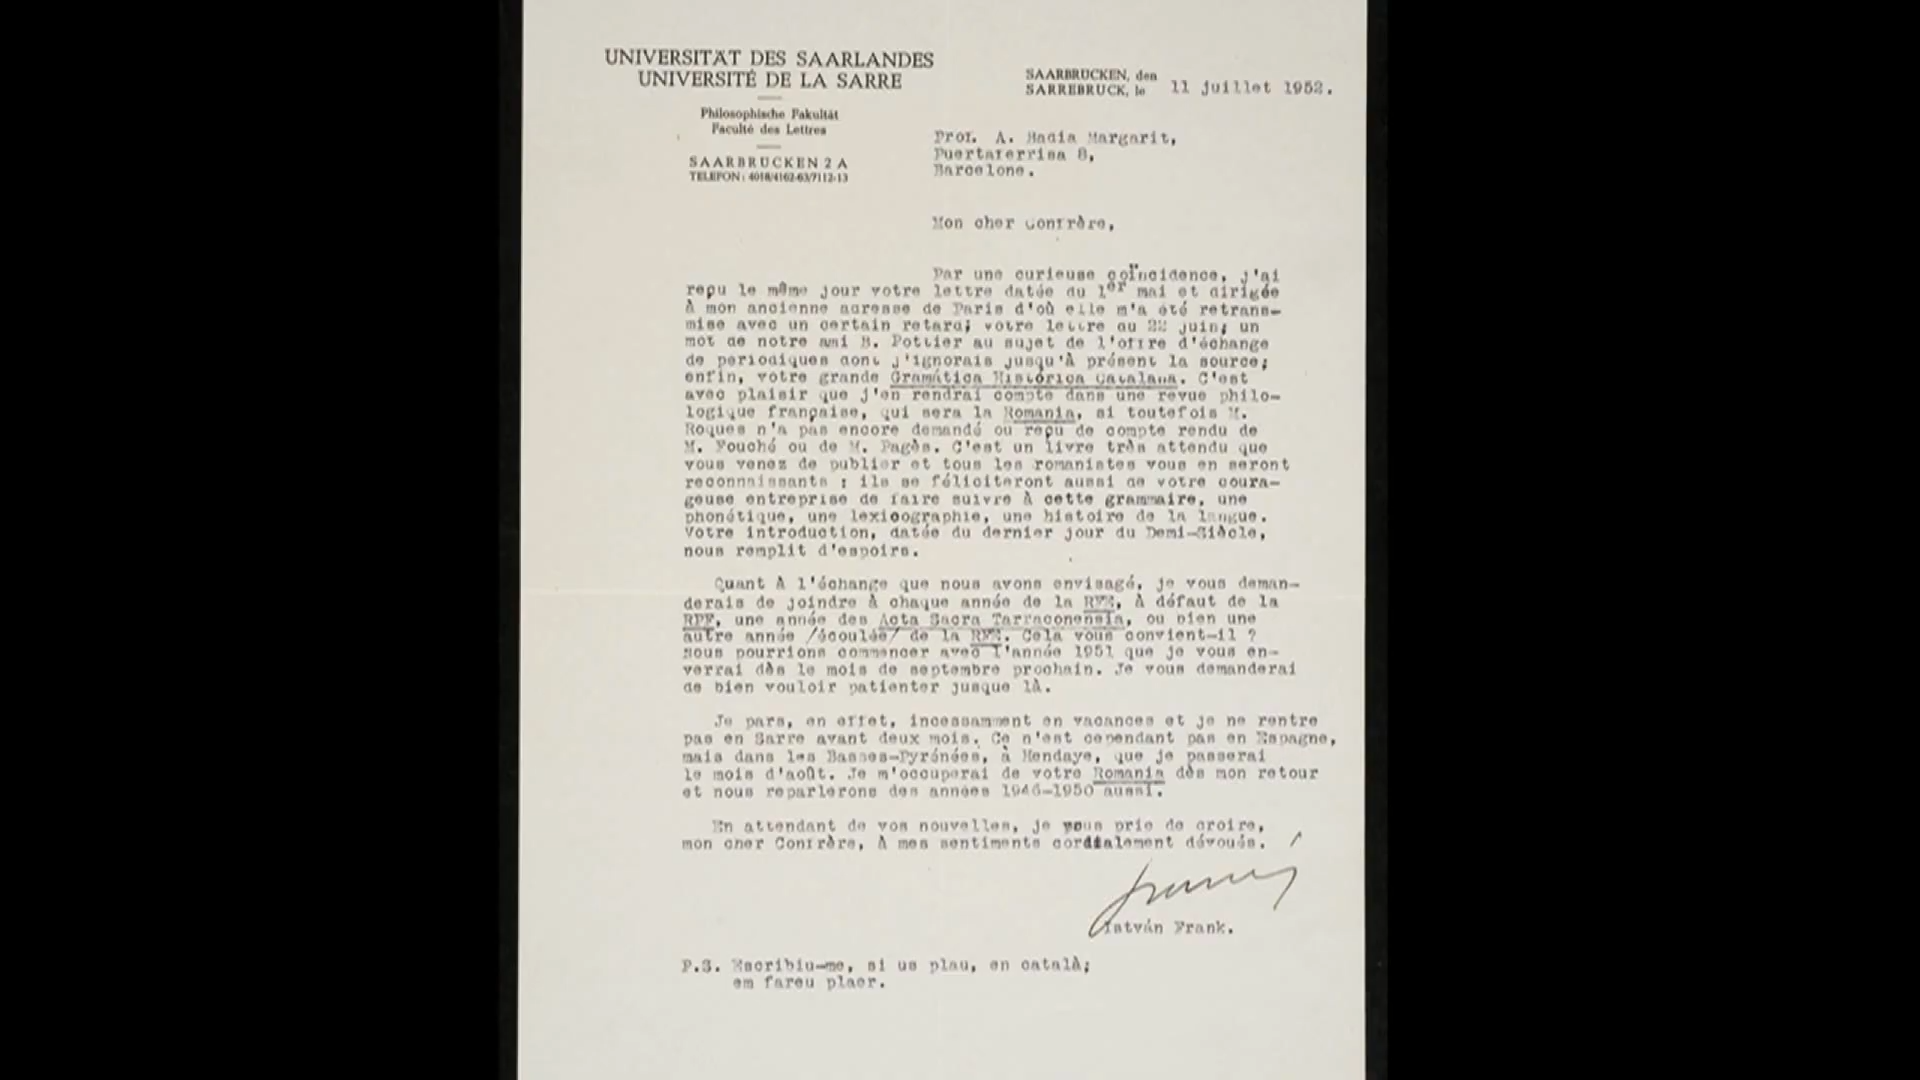 UNIVERSITÄT DES SAARLANDES
UNIVERSITÉ DE LA SARRE
Philosophische Fakultät
Faculté des Lettres
SAARBRÜCKEN 2 A
TELEFON: 4018/4162-63/7112-13
SAARBRÜCKEN, den
SARREBRUCK, le 11 juillet 1952.
Prof. A. Badia Margarit,
Puertaferrisa 8,
Barcelone.
Mon cher Confrère,
Par une curieuse coïncidence, j'ai
reçu le même jour votre lettre datée du 1er mai et dirigée
à mon ancienne adresse de Paris d'où elle m'a été retrans-
mise avec un certain retard; votre lettre du 22 juin; un
mot de notre ami B. Pottier au sujet de l'offre d'échange
de periodiques dont j'ignorais jusqu'à présent la source;
enfin, votre grande Gramática Histórica Catalana. C'est
avec plaisir que j'en rendrai compte dans une revue philo-
logique française, qui sera la Romania, si toutefois M.
Roques n'a pas encore demandé ou reçu de compte rendu de
M. Fouché ou de M. Pagès. C'est un livre très attendu que
vous venez de publier et tous les romanistes vous en seront
reconnaissants : ils se féliciteront aussi de votre coura-
geuse entreprise de faire suivre à cette grammaire, une
phonétique, une lexicographie, une histoire de la langue.
Votre introduction, datée du dernier jour du Demi-Siècle,
nous remplit d'espoirs.
Quant à l'échange que nous avons envisagé, je vous deman-
derais de joindre à chaque année de la RFE, à défaut de la
RPF, une année des Acta Sacra Tarraconensia, ou bien une
autre année /écoulée/ de la RFE. Cela vous convient-il ?
Nous pourrions commencer avec l'année 1951 que je vous en-
verrai dès le mois de septembre prochain. Je vous demanderai
de bien vouloir patienter jusque là.
Je pars, en effet, incessamment en vacances et je ne rentre
pas en Sarre avant deux mois. Ce n'est cependant pas en Espagne,
mais dans les Basses-Pyrénées, à Hendaye, que je passerai
le mois d'août. Je m'occuperai de votre Romania dès mon retour
et nous reparlerons des années 1946-1950 aussi.
En attendant de vos nouvelles, je vous prie de croire,
mon cher Confrère, à mes sentiments cordialement dévoués.
István Frank.
P.S. Escribiu-me, si us plau, en català;
em fareu plaer.